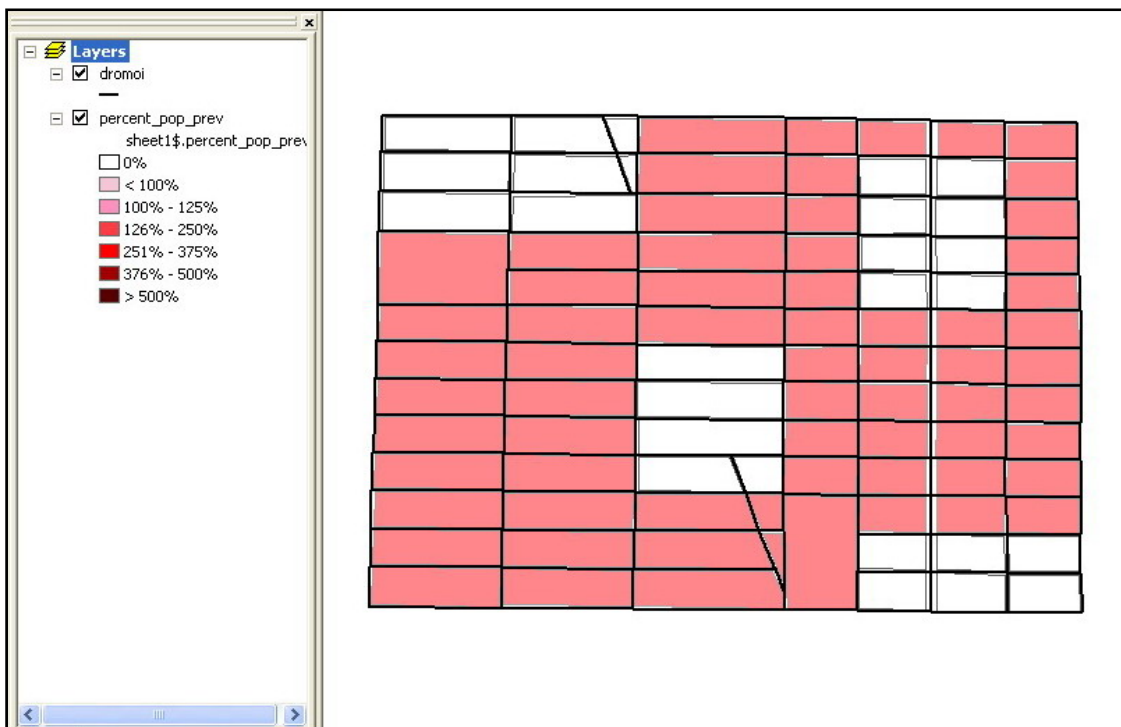 Layers
dromoi
percent_pop_prev
sheet1$.percent_pop_prev
0%
< 100%
100% - 125%
126% - 250%
251% - 375%
376% - 500%
> 500%